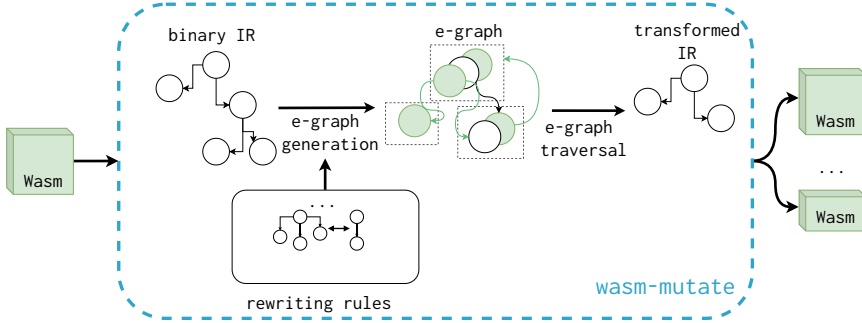 binary IR
e-graph
transformed
IR
Wasm
e-graph
generation
e-graph
traversal
Wasm
...
Wasm
...
rewriting rules
wasm-mutate